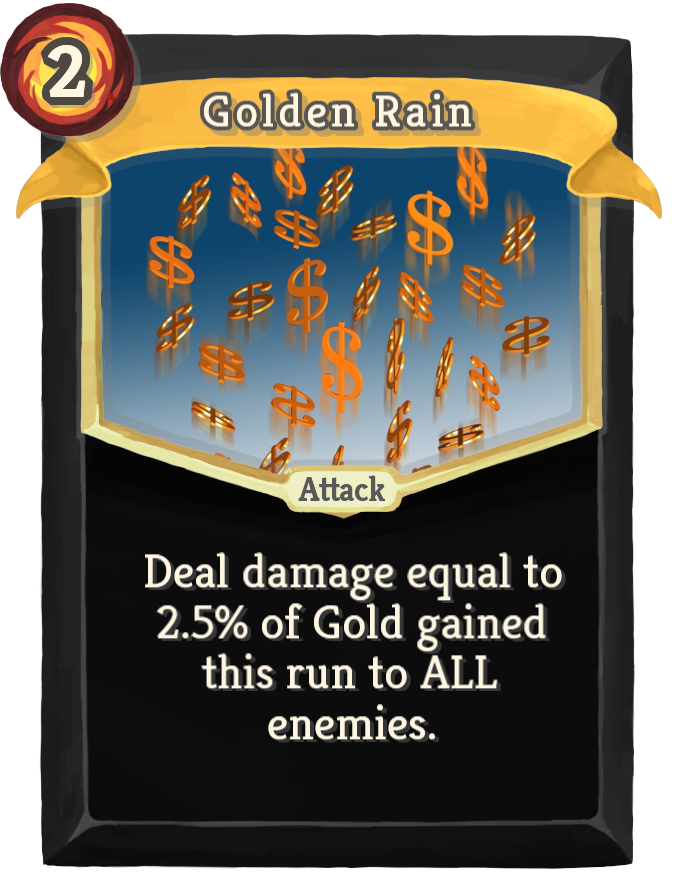 2
Golden Rain
Attack
Deal damage equal to
2.5% of Gold gained
this run to ALL
enemies.